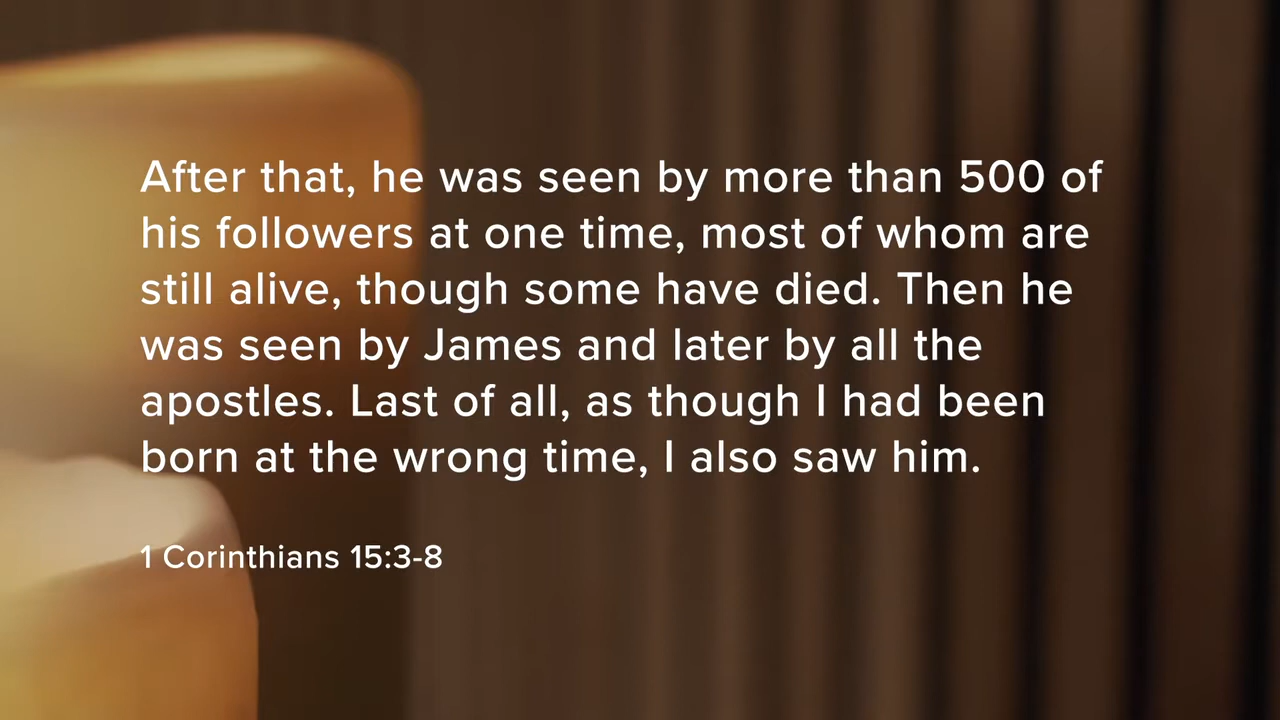 After that, he was seen by more than 500 of
his followers at one time, most of whom are
still alive, though some have died. Then he
was seen by James and later by all the
apostles. Last of all, as though I had been
born at the wrong time, I also saw him.
1 Corinthians 15:3-8